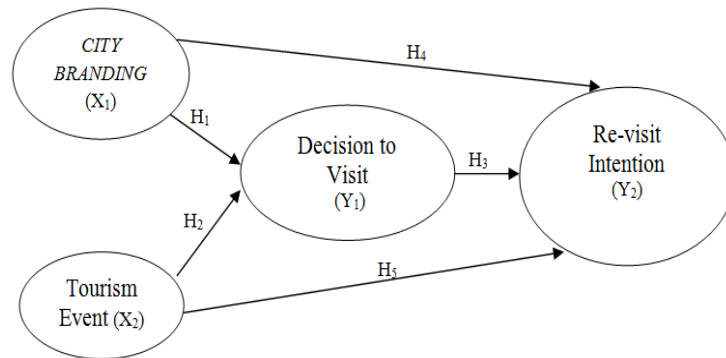 CITY
BRANDING
(X₁)
H₄
H₁
Decision to
Visit
(Y₁)
H₃
Re-visit
Intention
(Y₂)
H₂
H₅
Tourism
Event (X₂)